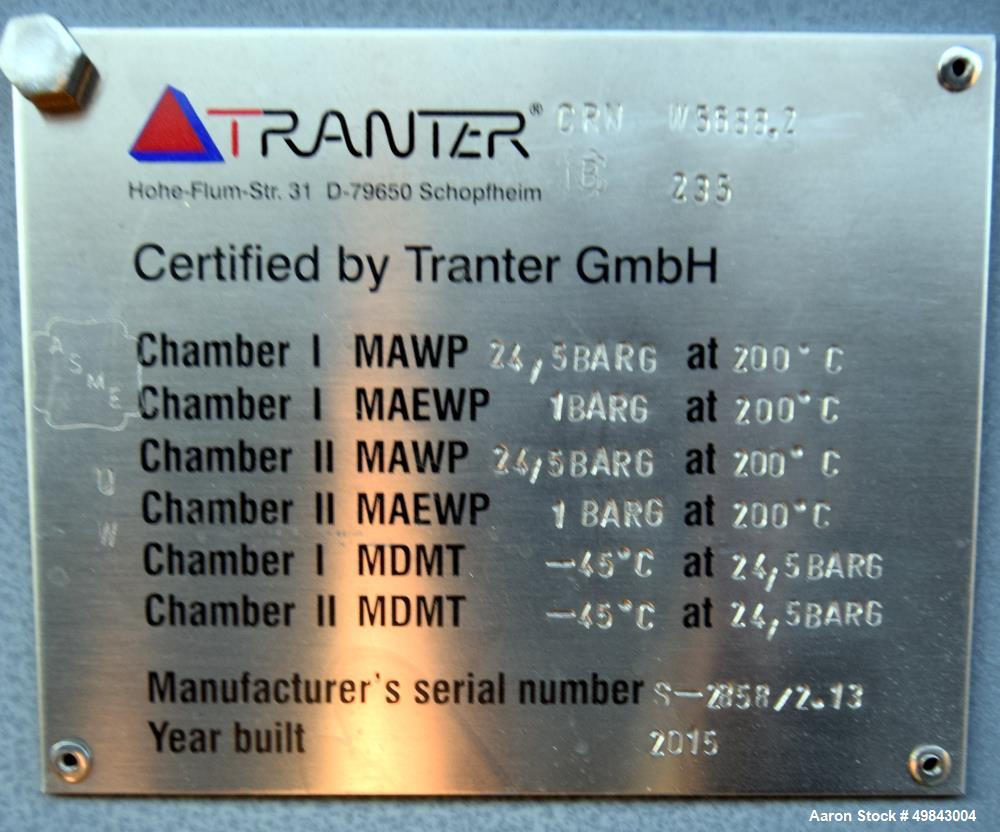 TRANTER® CRN W5688.2
Hohe-Flum-Str. 31 D-79650 Schopfheim IB 235
Certified by Tranter GmbH
Chamber I MAWP 24,5BARG at 200°C
Chamber I MAEWP 1BARG at 200°C
Chamber II MAWP 24,5BARG at 200°C
Chamber II MAEWP 1 BARG at 200°C
Chamber I MDMT -45°C at 24,5BARG
Chamber II MDMT -45°C at 24,5BARG
ASME
U
W
Manufacturer's serial number S-2858/2.13
Year built 2015
Aaron Stock # 49843004